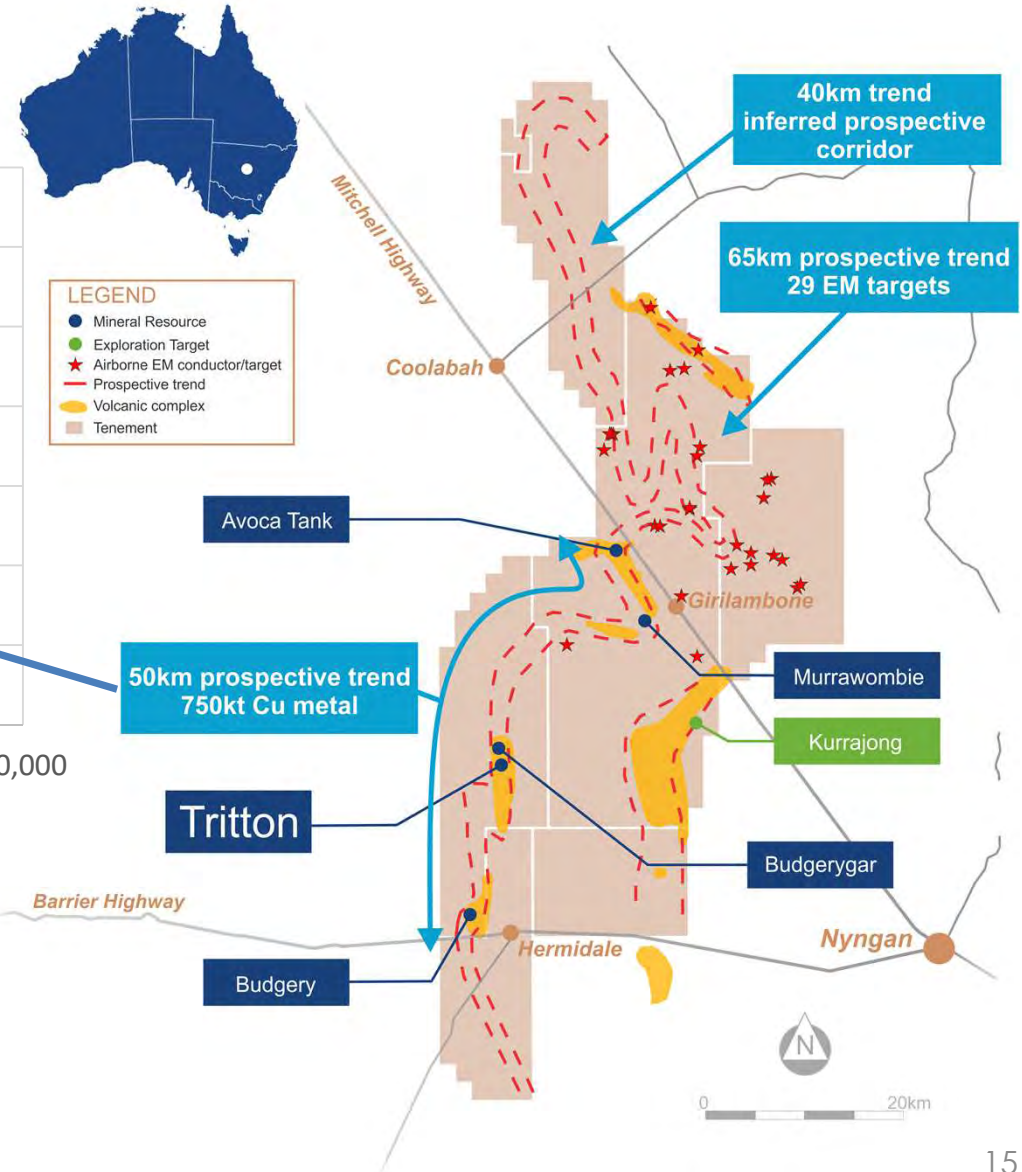 40km trend
inferred prospective
corridor
Mitchell Highway
65km prospective trend
29 EM targets
LEGEND
Mineral Resource
Exploration Target
Airborne EM conductor/target
Prospective trend
Volcanic complex
Tenement
Coolabah
Avoca Tank
Girilambone
50km prospective trend
750kt Cu metal
Murrawombie
Kurrajong
0,000
Tritton
Budgerygar
Barrier Highway
Hermidale
Nyngan
Budgery
N
0 20km
15